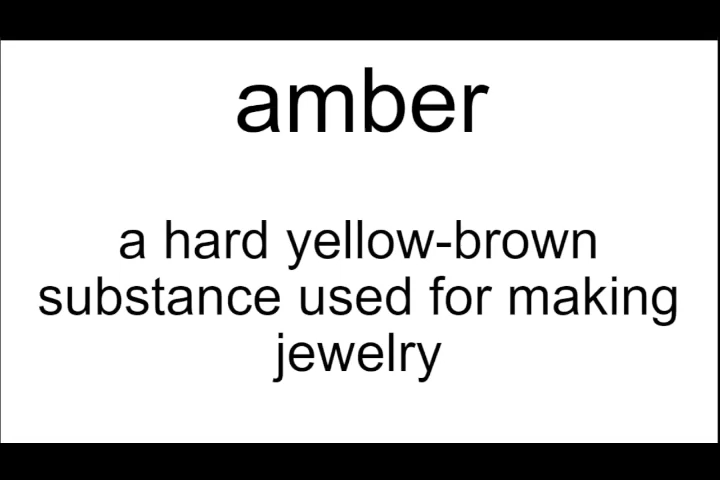 amber
a hard yellow-brown
substance used for making
jewelry